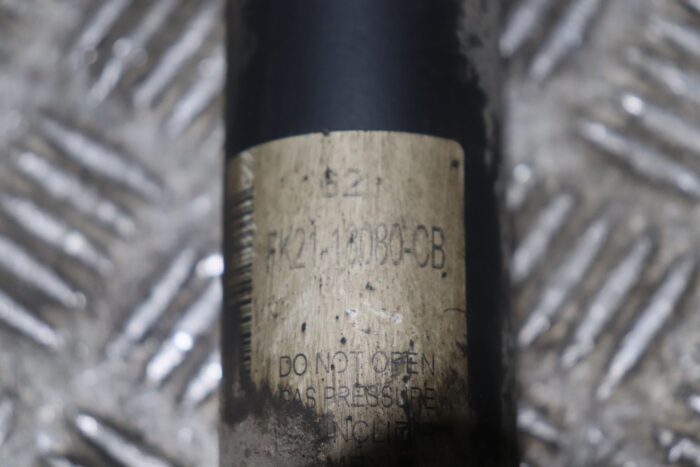 62
FK21-18080-CB
DO NOT OPEN
GAS PRESSURE